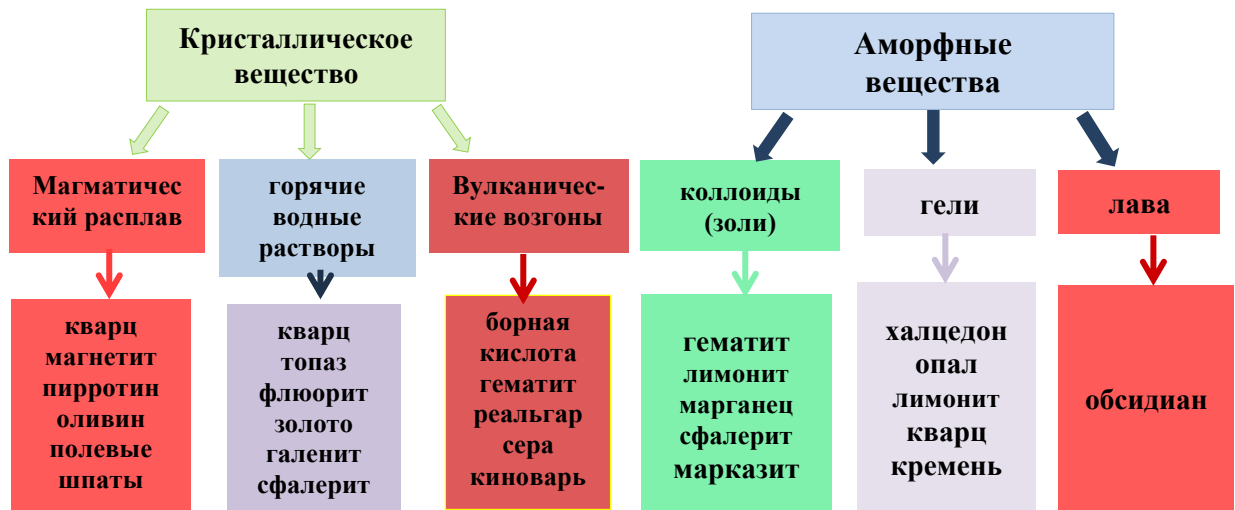 Кристаллическое
вещество
Аморфные
вещества
Магматичес
кий расплав
горячие
водные
растворы
Вулканичес-
кие возгоны
коллоиды
(золи)
гели
лава
кварц
магнетит
пирротин
оливин
полевые
шпаты
кварц
топаз
флюорит
золото
галенит
сфалерит
борная
кислота
гематит
реальгар
сера
киноварь
гематит
лимонит
марганец
сфалерит
марказит
халцедон
опал
лимонит
кварц
кремень
обсидиан